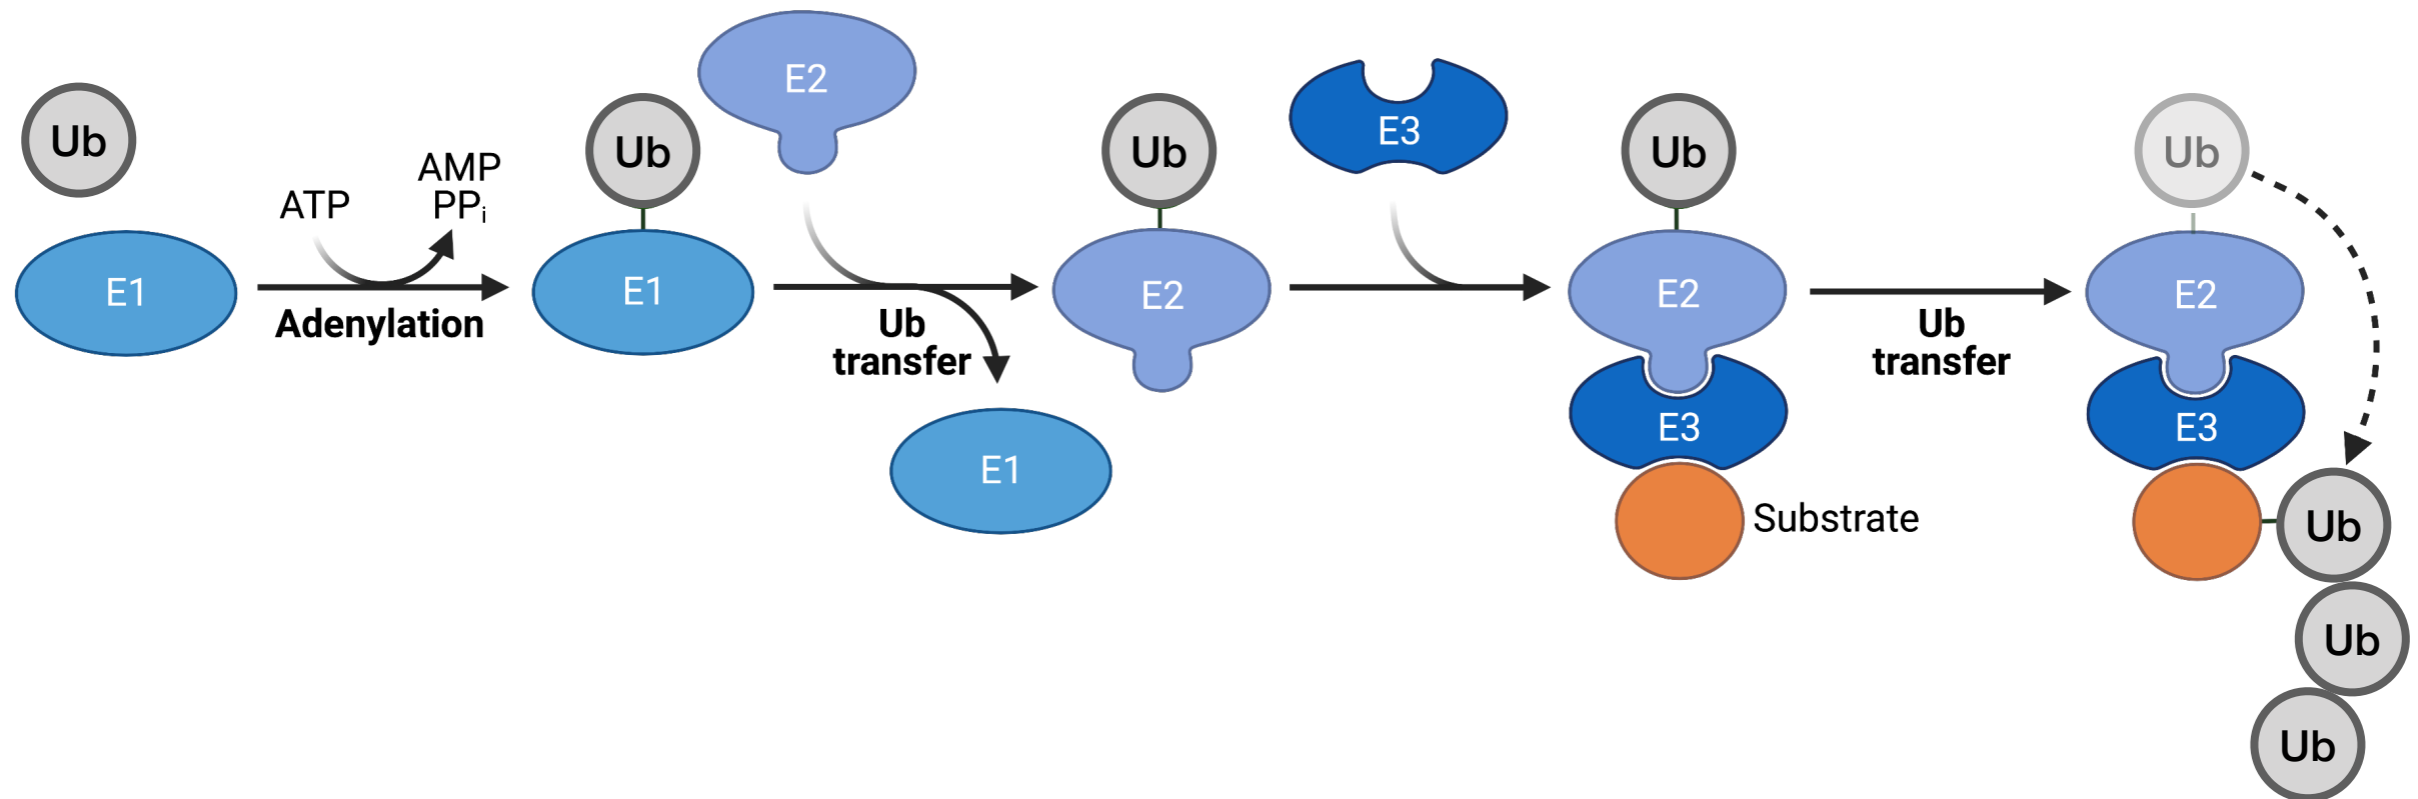 Ub
E1
ATP
AMP
PPi
Adenylation
Ub
E1
E2
Ub
transfer
E1
Ub
E2
E3
Ub
E2
E3
Substrate
Ub
transfer
Ub
E2
E3
Ub
Ub
Ub